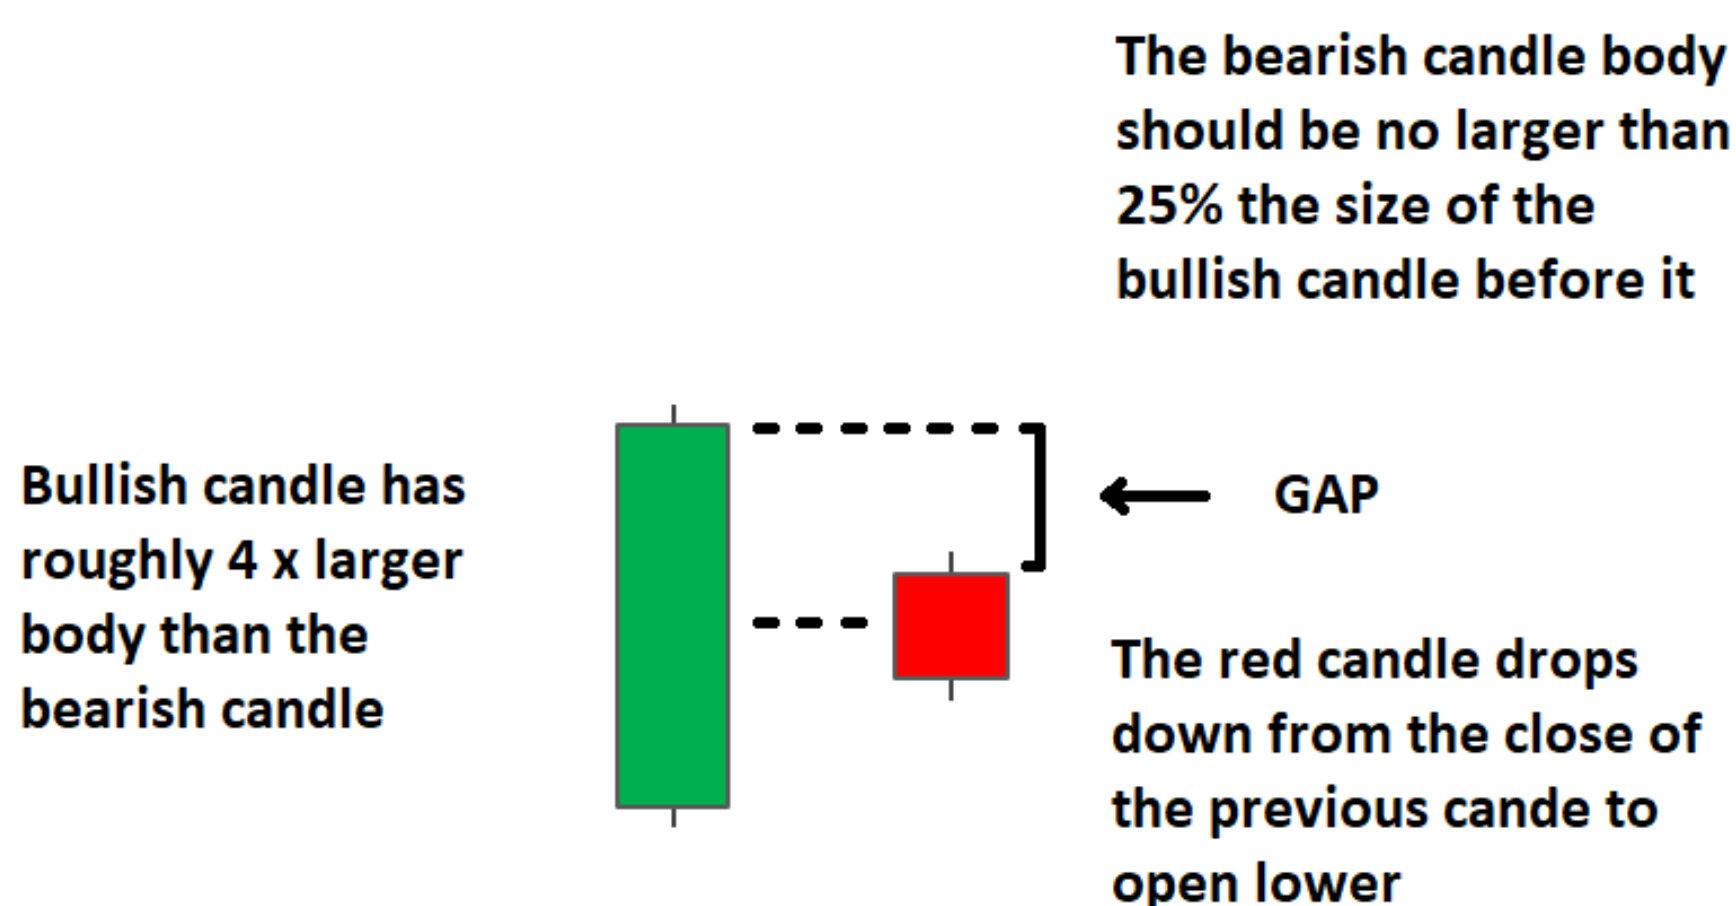 The bearish candle body
should be no larger than
25% the size of the
bullish candle before it
Bullish candle has
roughly 4 x larger
body than the
bearish candle
GAP
The red candle drops
down from the close of
the previous cande to
open lower